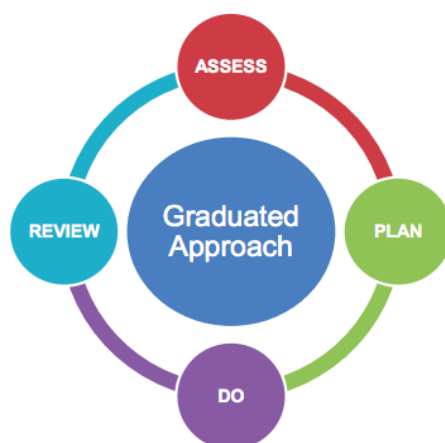 ASSESS
REVIEW
Graduated
Approach
PLAN
DO